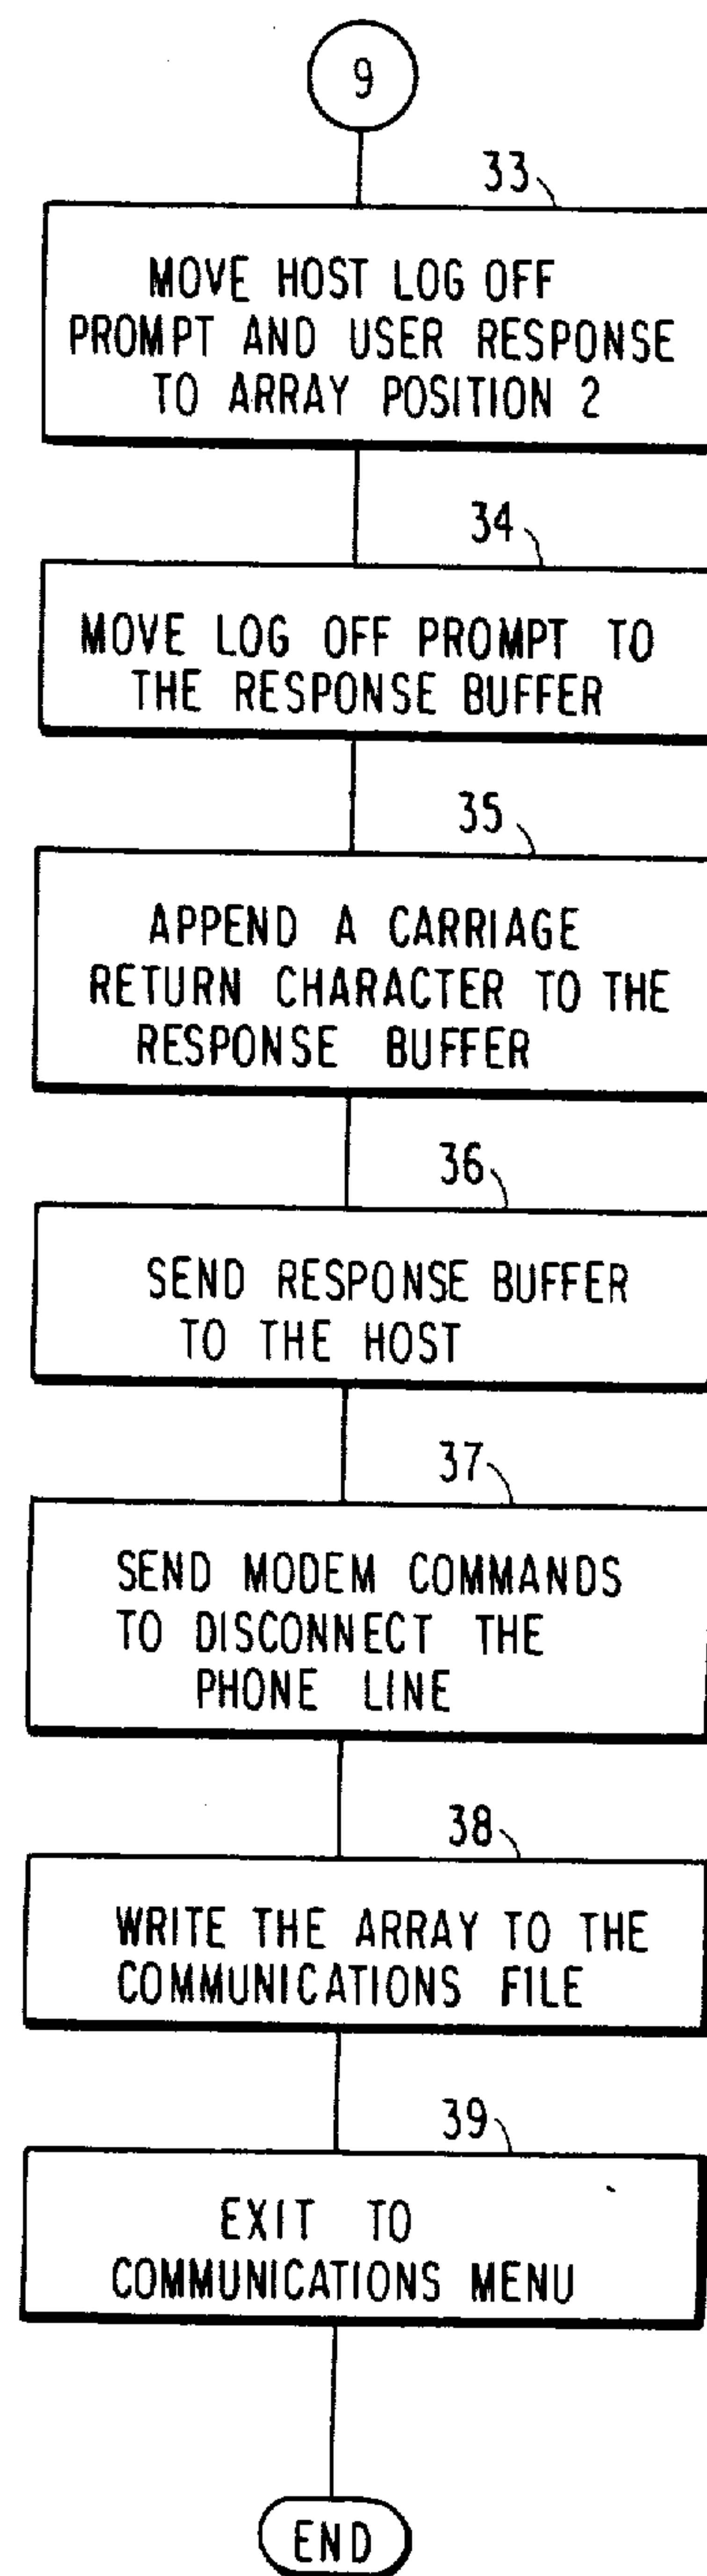 9
33
MOVE HOST LOG OFF
PROMPT AND USER RESPONSE
TO ARRAY POSITION 2
34
MOVE LOG OFF PROMPT TO
THE RESPONSE BUFFER
35
APPEND A CARRIAGE
RETURN CHARACTER TO THE
RESPONSE BUFFER
36
SEND RESPONSE BUFFER
TO THE HOST
37
SEND MODEM COMMANDS
TO DISCONNECT THE
PHONE LINE
38
WRITE THE ARRAY TO THE
COMMUNICATIONS FILE
39
EXIT TO
COMMUNICATIONS MENU
END